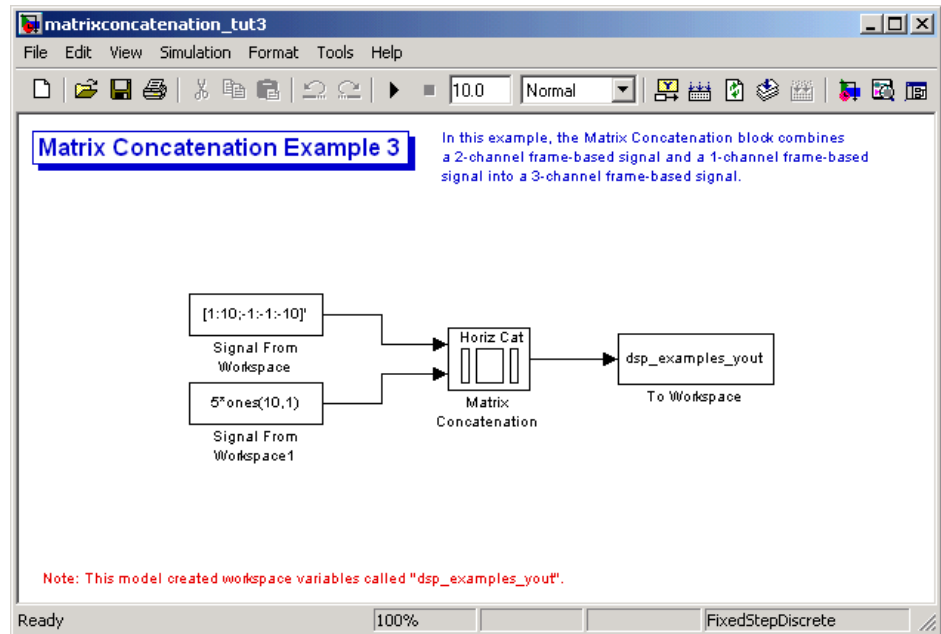 matrixconcatenation_tut3
File Edit View Simulation Format Tools Help
10.0 Normal
Matrix Concatenation Example 3
In this example, the Matrix Concatenation block combines
a 2-channel frame-based signal and a 1-channel frame-based
signal into a 3-channel frame-based signal.
[1:10;-1:-1:-10]'
Signal From
Workspace
5*ones(10,1)
Signal From
Workspace1
Horiz Cat
Matrix
Concatenation
dsp_examples_yout
To Workspace
Note: This model created workspace variables called "dsp_examples_yout".
Ready 100% FixedStepDiscrete